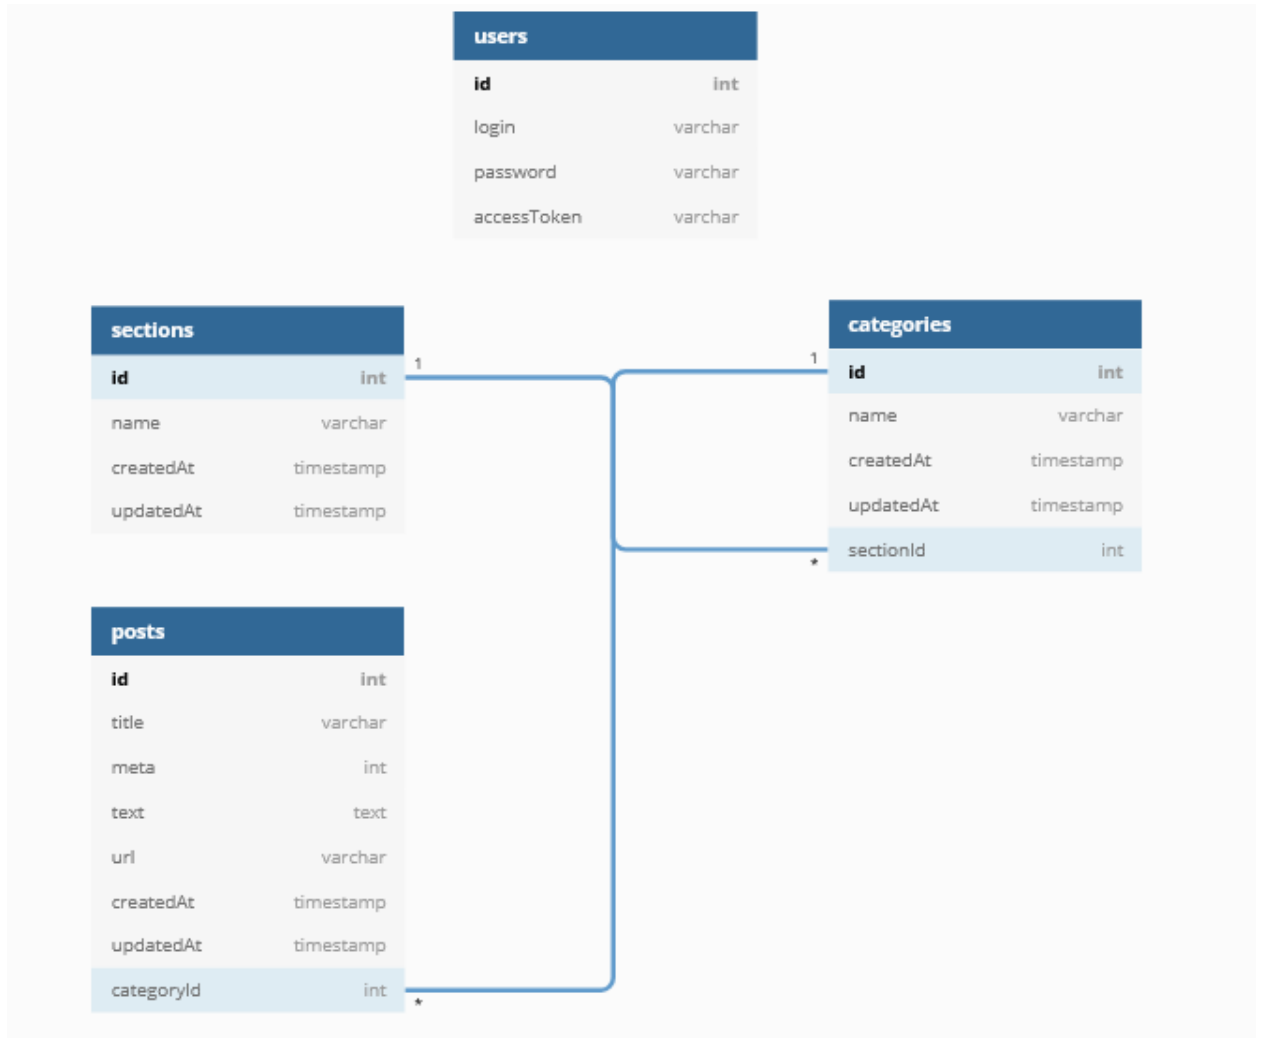 users
id int
login varchar
password varchar
accessToken varchar
sections
id int
name varchar
createdAt timestamp
updatedAt timestamp
1
1
*
categories
id int
name varchar
createdAt timestamp
updatedAt timestamp
sectionId int
posts
id int
title varchar
meta int
text text
url varchar
createdAt timestamp
updatedAt timestamp
categoryId int
*